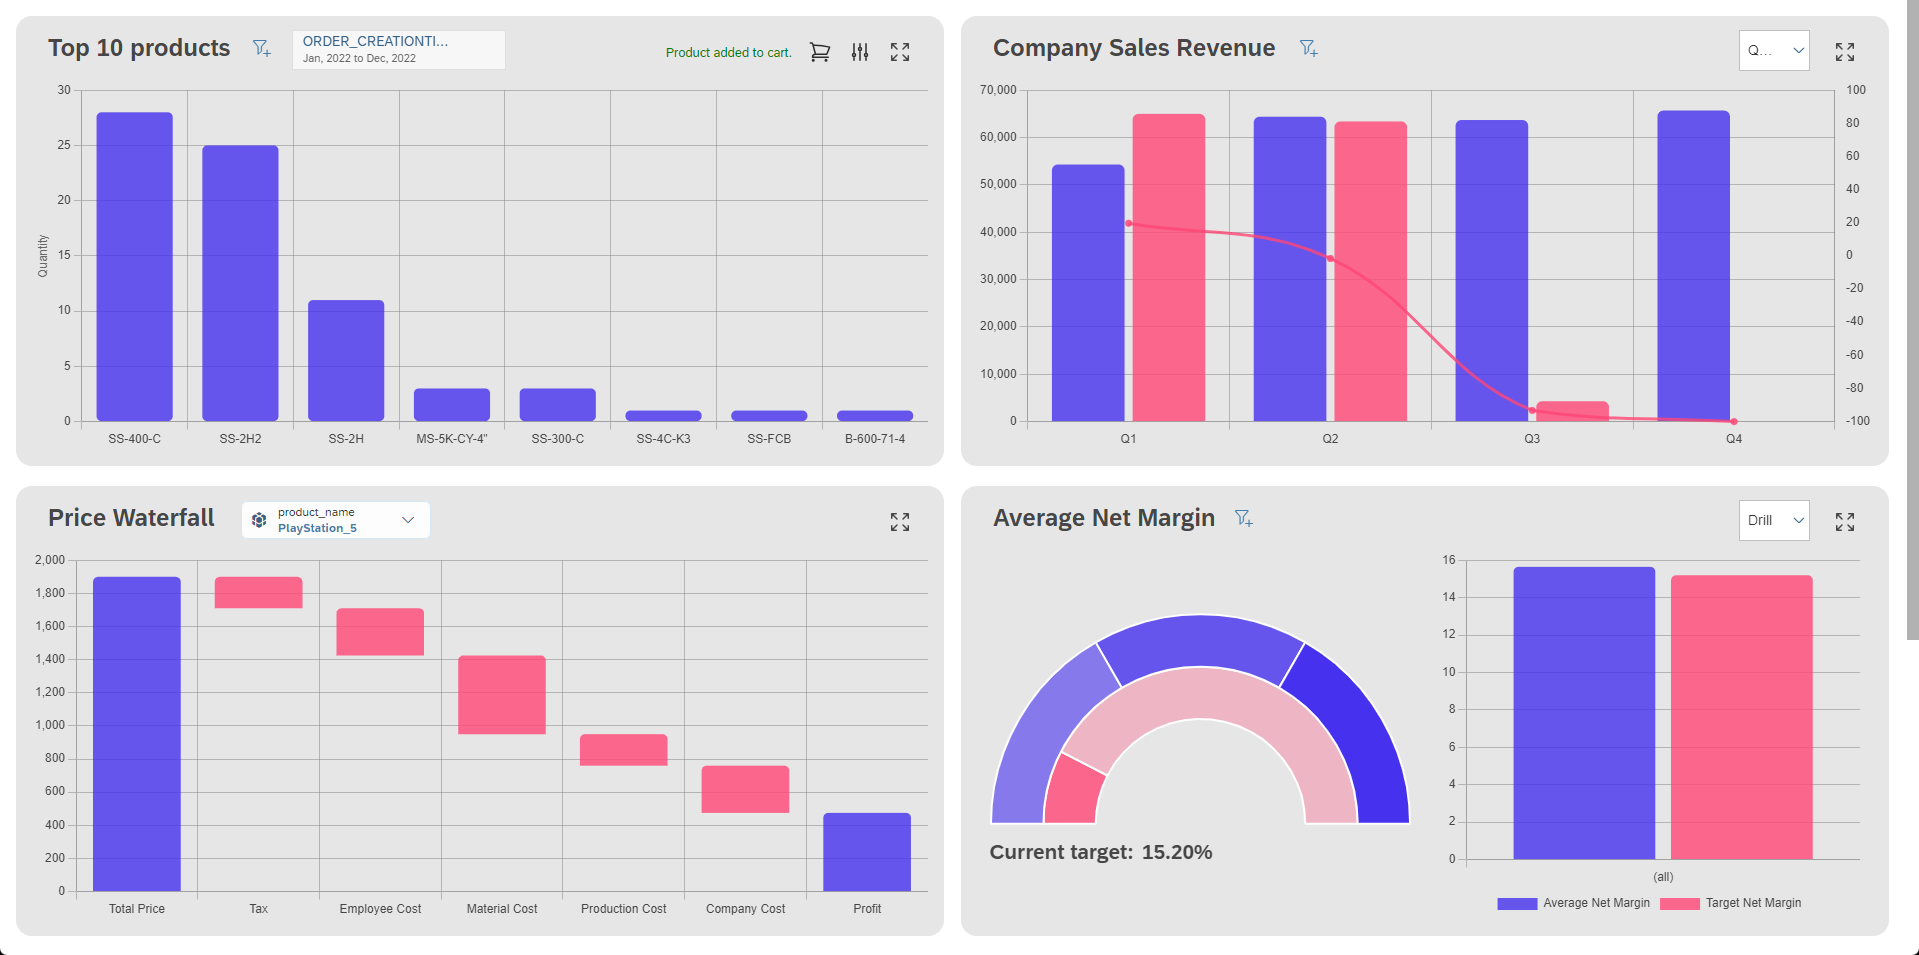 Top 10 products
ORDER_CREATIONTI...
Jan, 2022 to Dec, 2022
Product added to cart.
30
25
20
15
10
5
0
Quantity
SS-400-C SS-2H2 SS-2H MS-5K-CY-4" SS-300-C SS-4C-K3 SS-FCB B-600-71-4
Company Sales Revenue
Q...
70,000
60,000
50,000
40,000
30,000
20,000
10,000
0
100
80
60
40
20
0
-20
-40
-60
-80
-100
Q1 Q2 Q3 Q4
Price Waterfall
product_name
PlayStation_5
2,000
1,800
1,600
1,400
1,200
1,000
800
600
400
200
0
Total Price Tax Employee Cost Material Cost Production Cost Company Cost Profit
Average Net Margin
Drill
Current target: 15.20%
16
14
12
10
8
6
4
2
0
(all)
Average Net Margin Target Net Margin